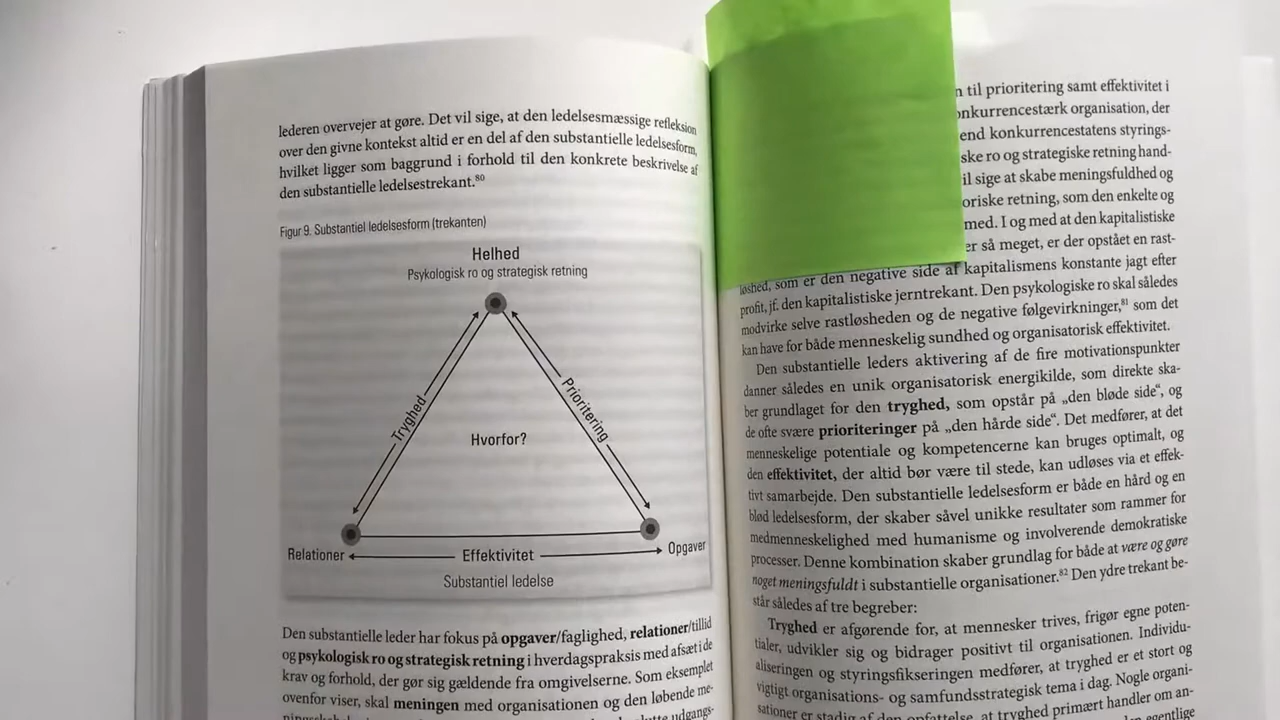 lederen overvejer at gøre. Det vil sige, at den ledelsesmæssige refleksion
over den givne kontekst altid er en del af den substantielle ledelsesform,
hvilket ligger som baggrund i forhold til den konkrete beskrivelse af
den substantielle ledelsestrekant.80
Figur 9. Substantiel ledelsesform (trekanten)
Helhed
Psykologisk ro og strategisk retning
Tryghed
Prioritering
Hvorfor?
Relationer
Effektivitet
Opgaver
Substantiel ledelse
Den substantielle leder har fokus på opgaver/faglighed, relationer/tillid
og psykologisk ro og strategisk retning i hverdagspraksis med afsæt i de
krav og forhold, der gør sig gældende fra omgivelserne. Som eksemplet
ovenfor viser, skal meningen med organisationen og den løbende me-
udgangs-
til prioritering samt effektivitet i
konkurrencestærk organisation, der
end konkurrencestatens styrings-
ske ro og strategiske retning hand-
il sige at skabe meningsfuldhed og
oriske retning, som den enkelte og
med. I og med at den kapitalistiske
er så meget, er der opstået en rast-
løshed, som er den negative side af kapitalismens konstante jagt efter
profit, jf. den kapitalistiske jerntrekant. Den psykologiske ro skal således
modvirke selve rastløsheden og de negative følgevirkninger,81 som det
kan have for både menneskelig sundhed og organisatorisk effektivitet.
Den substantielle leders aktivering af de fire motivationspunkter
danner således en unik organisatorisk energikilde, som direkte ska-
ber grundlaget for den tryghed, som opstår på „den bløde side“, og
de ofte svære prioriteringer på „den hårde side“. Det medfører, at det
menneskelige potentiale og kompetencerne kan bruges optimalt, og
den effektivitet, der altid bør være til stede, kan udløses via et effek-
tivt samarbejde. Den substantielle ledelsesform er både en hård og en
blød ledelsesform, der skaber såvel unikke resultater som rammer for
medmenneskelighed med humanisme og involverende demokratiske
processer. Denne kombination skaber grundlag for både at være og gøre
noget meningsfuldt i substantielle organisationer.82 Den ydre trekant be-
står således af tre begreber:
Tryghed er afgørende for, at mennesker trives, frigør egne poten-
tialer, udvikler sig og bidrager positivt til organisationen. Individu-
aliseringen og styringsfikseringen medfører, at tryghed er et stort og
vigtigt organisations- og samfundsstrategisk tema i dag. Nogle organi-
sationer er stadig af den opfattelse, at tryghed primært handler om an-
egentlige